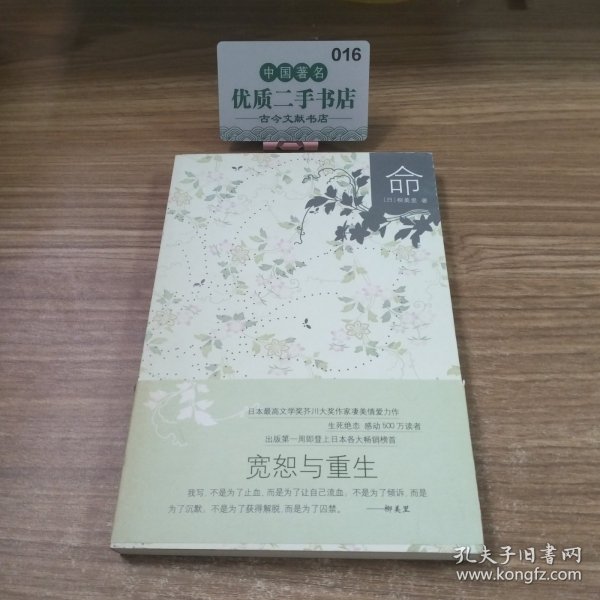 016
中国著名
优质二手书店
古今文献书店
命
[日]柳美里 著
日本最高文学奖芥川大奖作家凄美情爱力作
生死绝恋 感动500万读者
出版第一周即登上日本各大畅销榜首
宽恕与重生
我写，不是为了止血，而是为了让自己流血，不是为了倾诉，而是
为了沉默，不是为了获得解脱，而是为了囚禁。 ——柳美里
孔夫子旧书网
www.kongfz.com